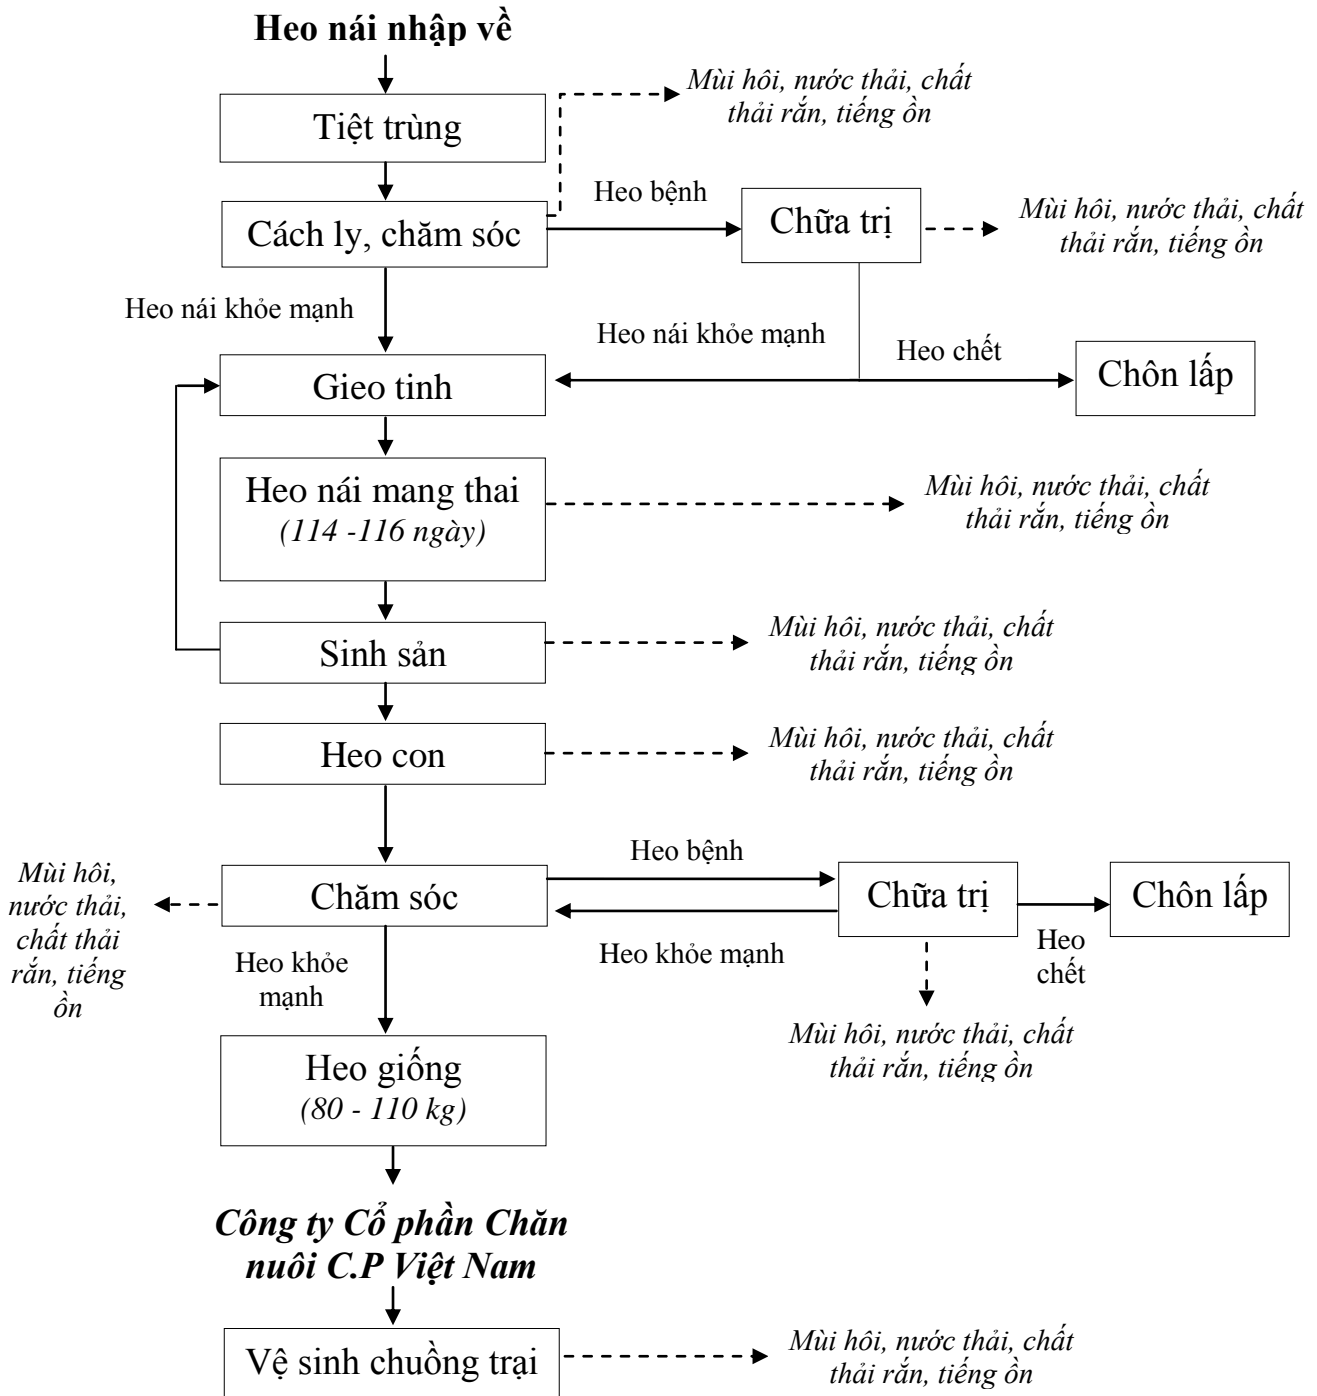 Heo nái nhập về
Mùi hôi, nước thải, chất
thải rắn, tiếng ồn
Tiệt trùng
Heo bệnh
Chữa trị
Mùi hôi, nước thải, chất
thải rắn, tiếng ồn
Cách ly, chăm sóc
Heo nái khỏe mạnh
Heo nái khỏe mạnh
Heo chết
Chôn lấp
Gieo tinh
Heo nái mang thai
(114 -116 ngày)
Mùi hôi, nước thải, chất
thải rắn, tiếng ồn
Sinh sản
Mùi hôi, nước thải, chất
thải rắn, tiếng ồn
Heo con
Mùi hôi, nước thải, chất
thải rắn, tiếng ồn
Mùi hôi,
nước thải,
chất thải
rắn, tiếng
ồn
Chăm sóc
Heo bệnh
Heo khỏe mạnh
Chữa trị
Heo
chết
Chôn lấp
Heo khỏe
mạnh
Mùi hôi, nước thải, chất
thải rắn, tiếng ồn
Heo giống
(80 - 110 kg)
Công ty Cổ phần Chăn
nuôi C.P Việt Nam
Vệ sinh chuồng trại
Mùi hôi, nước thải, chất
thải rắn, tiếng ồn